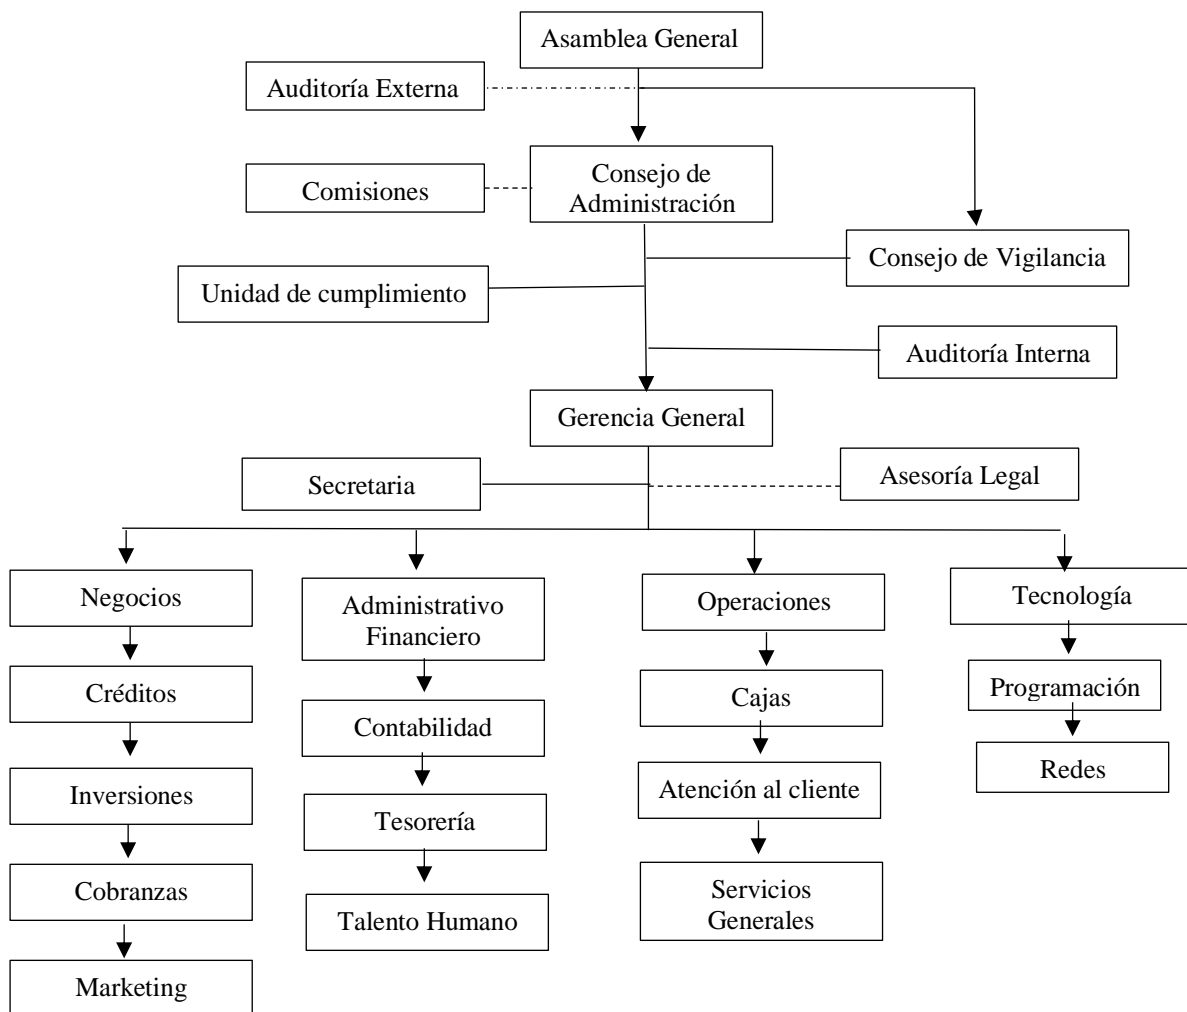 Asamblea General
Auditoría Externa
Consejo de
Administración
Comisiones
Consejo de Vigilancia
Unidad de cumplimiento
Auditoría Interna
Gerencia General
Secretaria
Asesoría Legal
Negocios
Administrativo
Financiero
Operaciones
Tecnología
Créditos
Contabilidad
Cajas
Programación
Inversiones
Tesorería
Atención al cliente
Redes
Cobranzas
Talento Humano
Servicios
Generales
Marketing